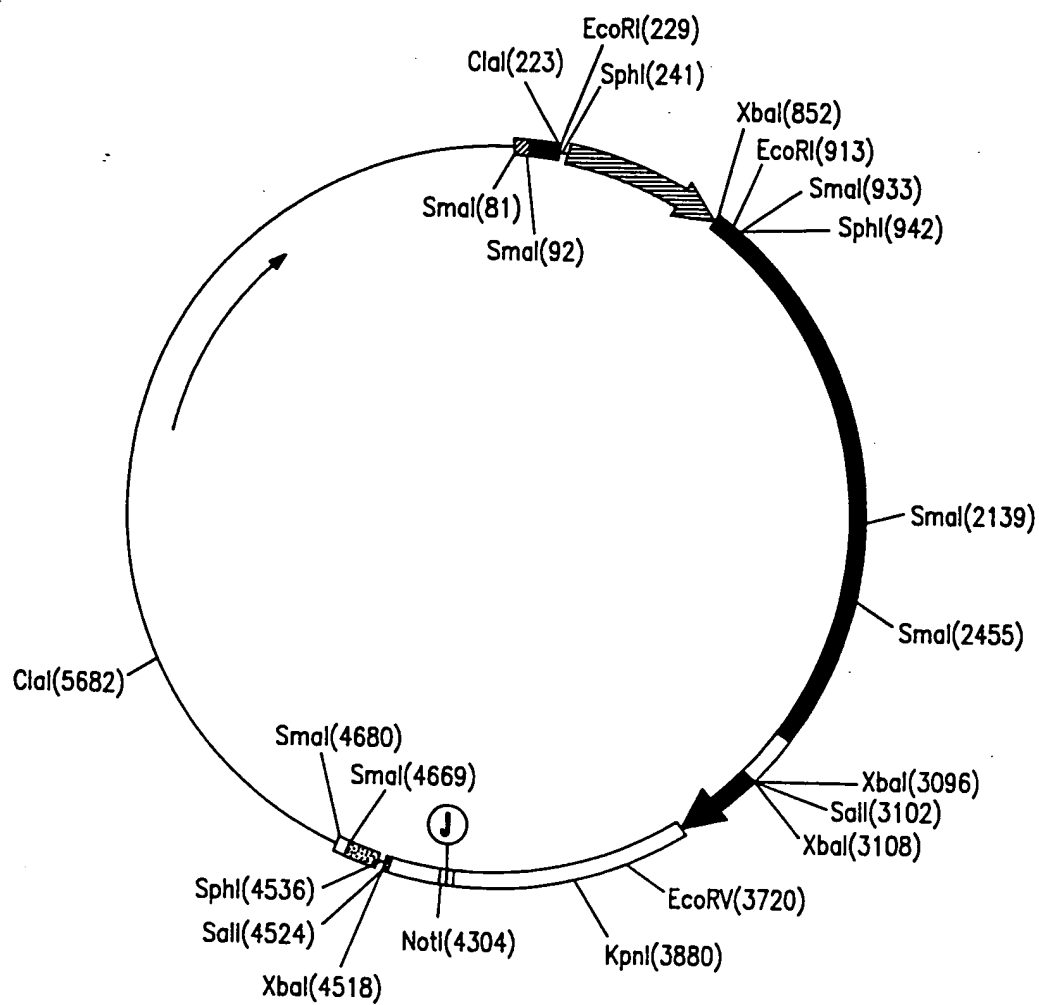 EcoRI(229)
ClaI(223)
SphI(241)
XbaI(852)
EcoRI(913)
SmaI(81)
SmaI(933)
SmaI(92)
SphI(942)
SmaI(2139)
SmaI(2455)
ClaI(5682)
SmaI(4680)
SmaI(4669)
XbaI(3096)
SalI(3102)
J
XbaI(3108)
SphI(4536)
EcoRV(3720)
SalI(4524)
NotI(4304)
KpnI(3880)
XbaI(4518)